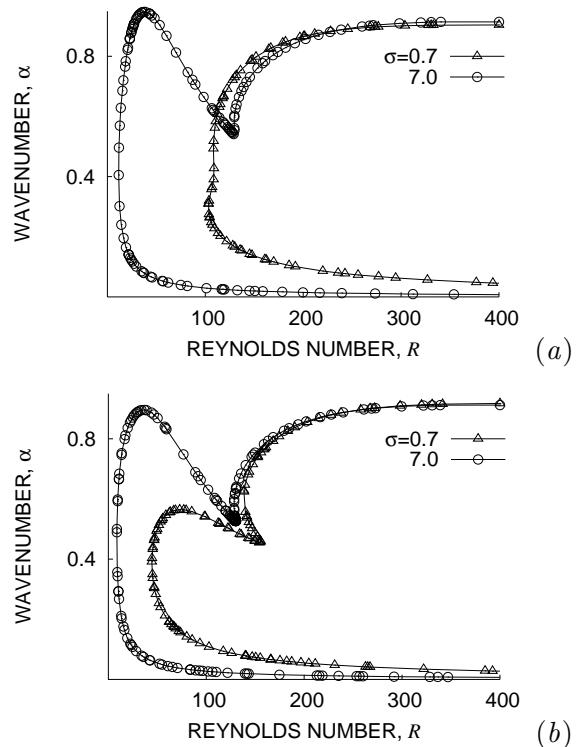 0.8
σ=0.7
7.0
WAVENUMBER, α
0.4
100
200
300
400
REYNOLDS NUMBER, R
(a)
0.8
σ=0.7
7.0
WAVENUMBER, α
0.4
100
200
300
400
REYNOLDS NUMBER, R
(b)